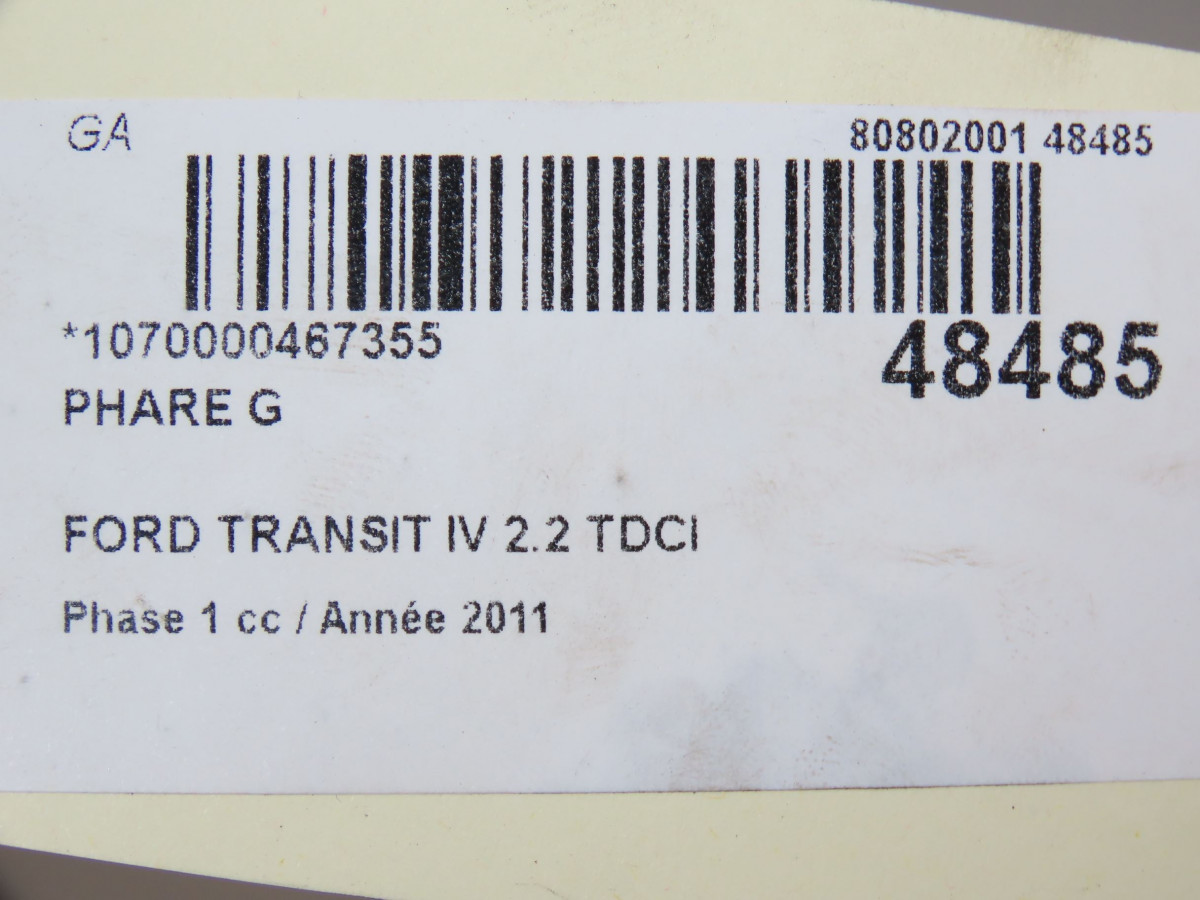 GA
80802001 48485
*1070000467355
48485
PHARE G
FORD TRANSIT IV 2.2 TDCI
Phase 1 cc / Année 2011